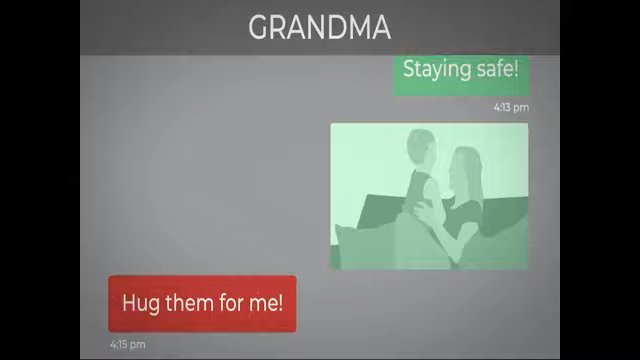 GRANDMA
Staying safe!
4:13 pm
Hug them for me!
4:15 pm